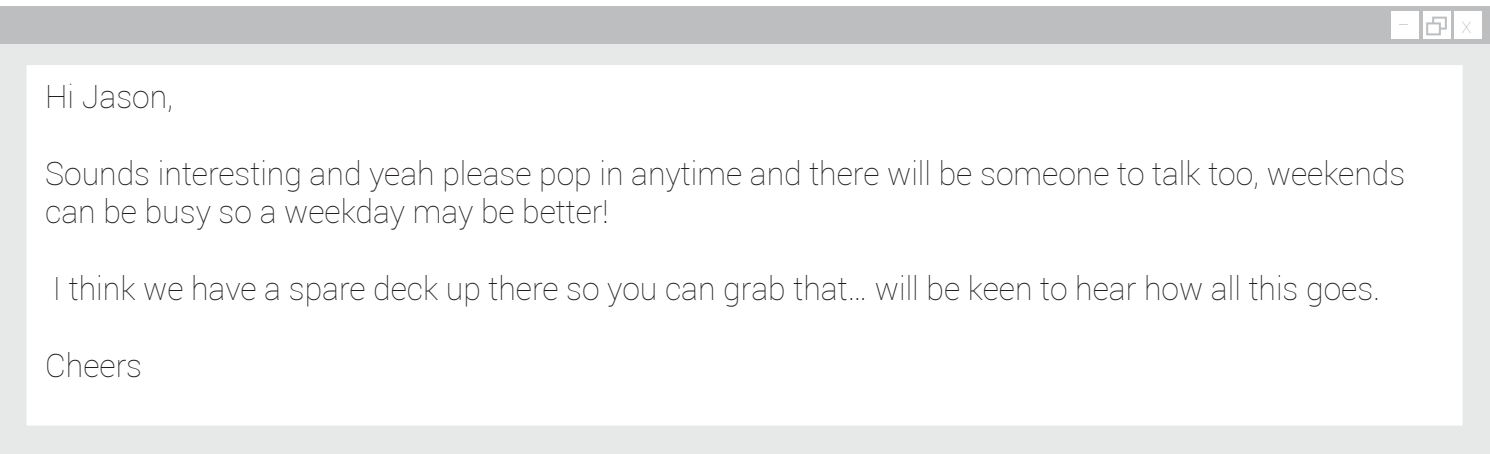 Hi Jason,
Sounds interesting and yeah please pop in anytime and there will be someone to talk too, weekends
can be busy so a weekday may be better!
I think we have a spare deck up there so you can grab that... will be keen to hear how all this goes.
Cheers